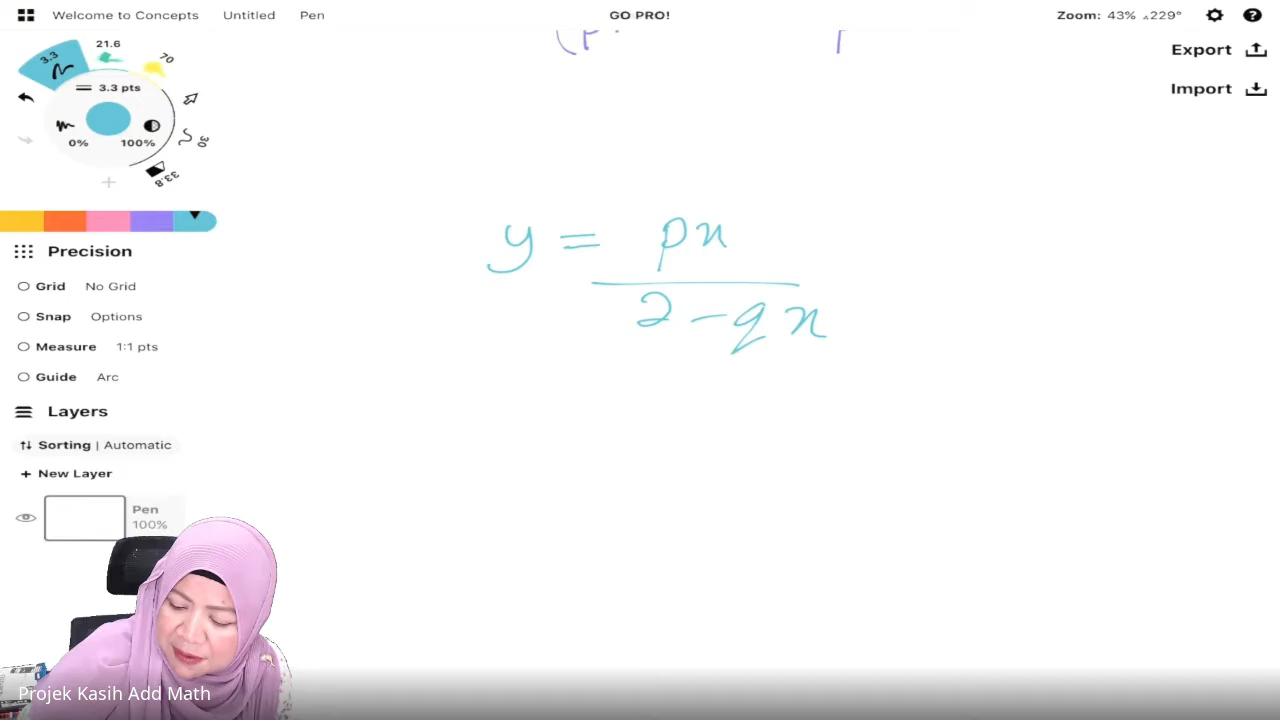 Welcome to Concepts Untitled Pen GO PRO! Zoom: 43% 229°
Export
Import
21.6
3.3
70
3.3 pts
0% 100%
30
33.8
Precision
Grid No Grid
Snap Options
Measure 1:1 pts
Guide Arc
Layers
Sorting | Automatic
+ New Layer
Pen
100%
y = px
2 - qx
Projek Kasih Add Math